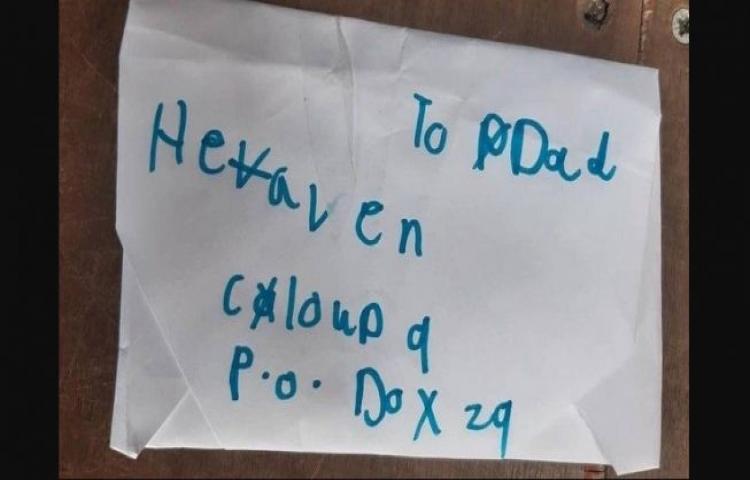 To Dad
Heaven
Cloud 9
P.O. Box 29